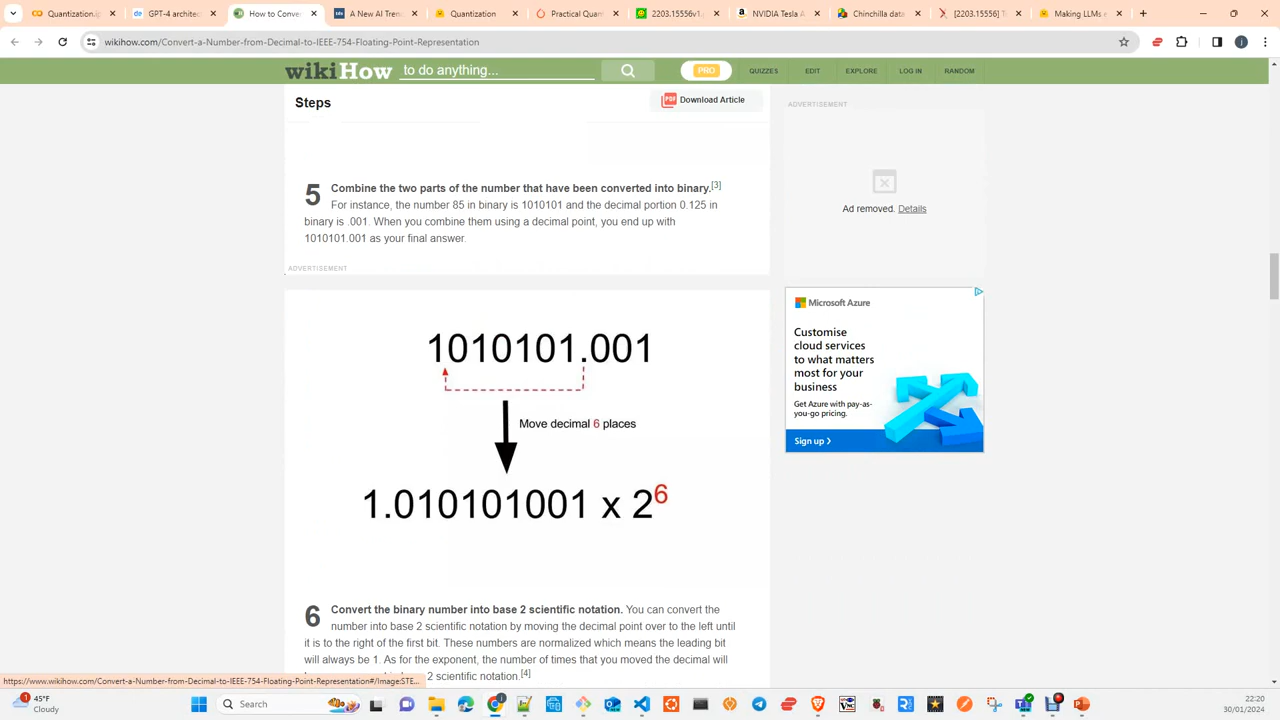 Quantization.ip
GPT-4 architec
How to Conve
A New AI Tren
Quantization
Practical Quan
2203.15556v1.p
NVIDIA Tesla A
Chinchilla data
[2203.15556] T
Making LLMs e
wikihow.com/Convert-a-Number-from-Decimal-to-IEEE-754-Floating-Point-Representation
wikiHow to do anything... PRO QUIZZES EDIT EXPLORE LOG IN RANDOM
Steps
PDF Download Article
ADVERTISEMENT
5 Combine the two parts of the number that have been converted into binary.[3]
For instance, the number 85 in binary is 1010101 and the decimal portion 0.125 in
binary is .001. When you combine them using a decimal point, you end up with
1010101.001 as your final answer.
Ad removed. Details
ADVERTISEMENT
1010101.001
Move decimal 6 places
1.010101001 x 2^6
Microsoft Azure
Customise
cloud services
to what matters
most for your
business
Get Azure with pay-as-
you-go pricing.
Sign up
6 Convert the binary number into base 2 scientific notation. You can convert the
number into base 2 scientific notation by moving the decimal point over to the left until
it is to the right of the first bit. These numbers are normalized which means the leading bit
will always be 1. As for the exponent, the number of times that you moved the decimal will
2 scientific notation.[4]
https://www.wikihow.com/Convert-a-Number-from-Decimal-to-IEEE-754-Floating-Point-Representation#/Image:STE...
1
45°F
Cloudy
Search
22:20
30/01/2024